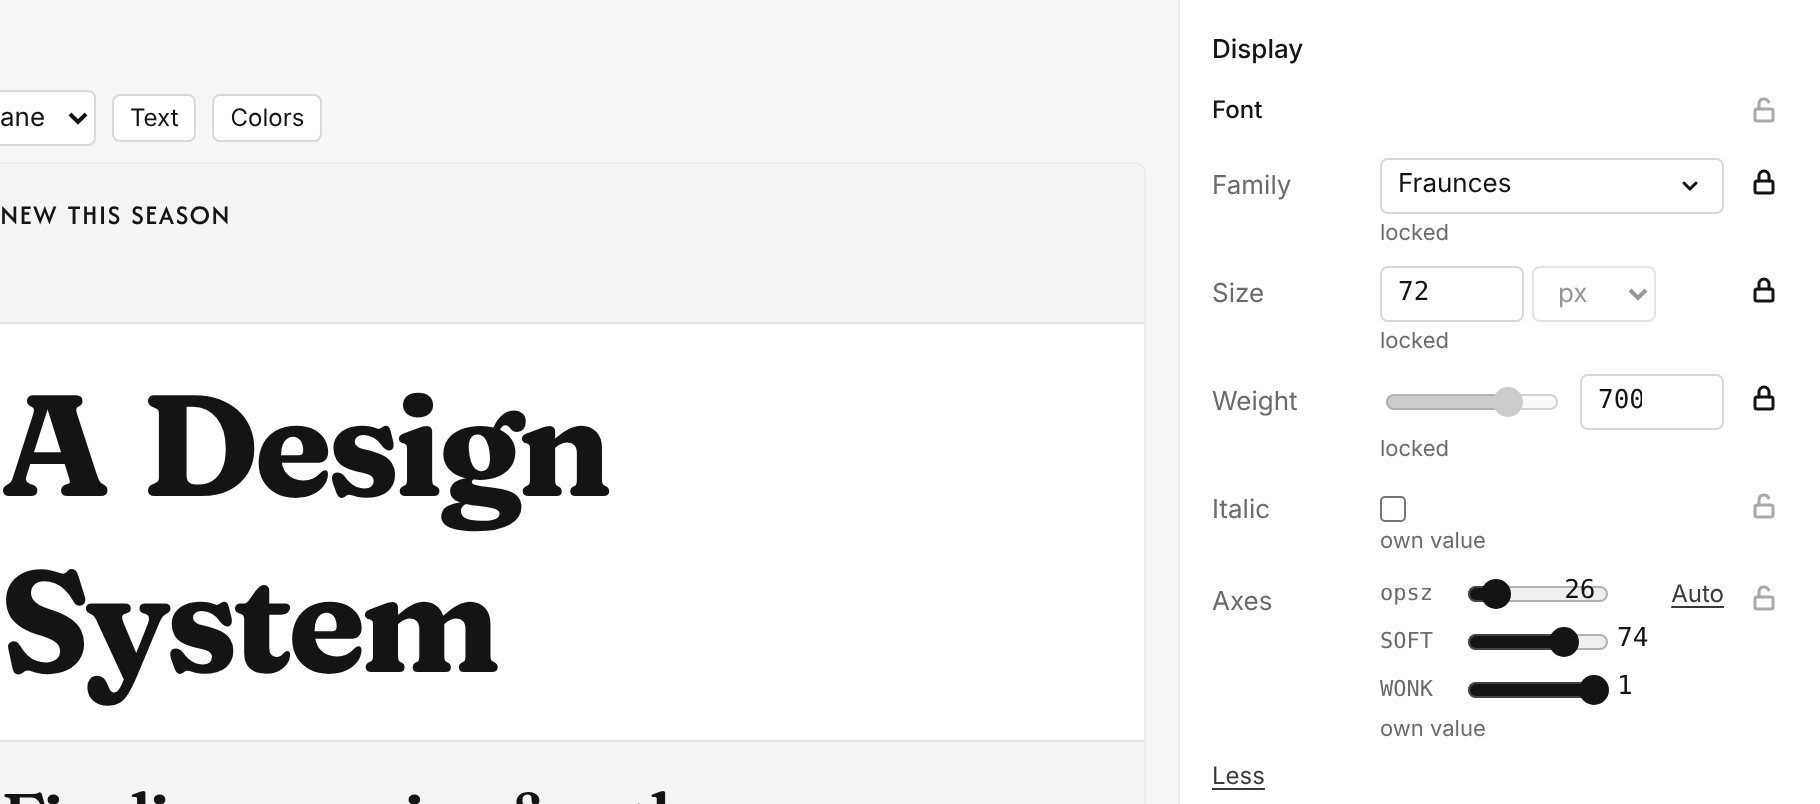 ane
Text
Colors
NEW THIS SEASON
A Design
System
Display
Font
Family
Fraunces
locked
Size
72
px
locked
Weight
700
locked
Italic
own value
Axes
opsz
26
Auto
SOFT
74
WONK
1
own value
Less